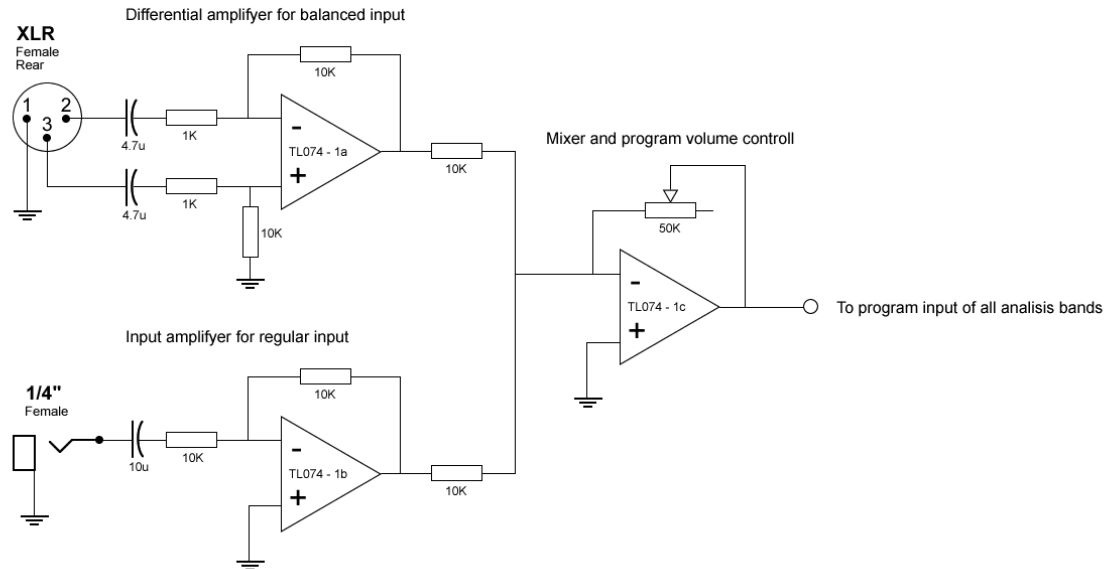 Differential amplifyer for balanced input
XLR
Female
Rear
1
2
3
4.7u
1K
10K
-
TL074 - 1a
+
4.7u
1K
10K
10K
Mixer and program volume controll
50K
-
TL074 - 1c
+
To program input of all analisis bands
Input amplifyer for regular input
1/4"
Female
10u
10K
10K
-
TL074 - 1b
+
10K